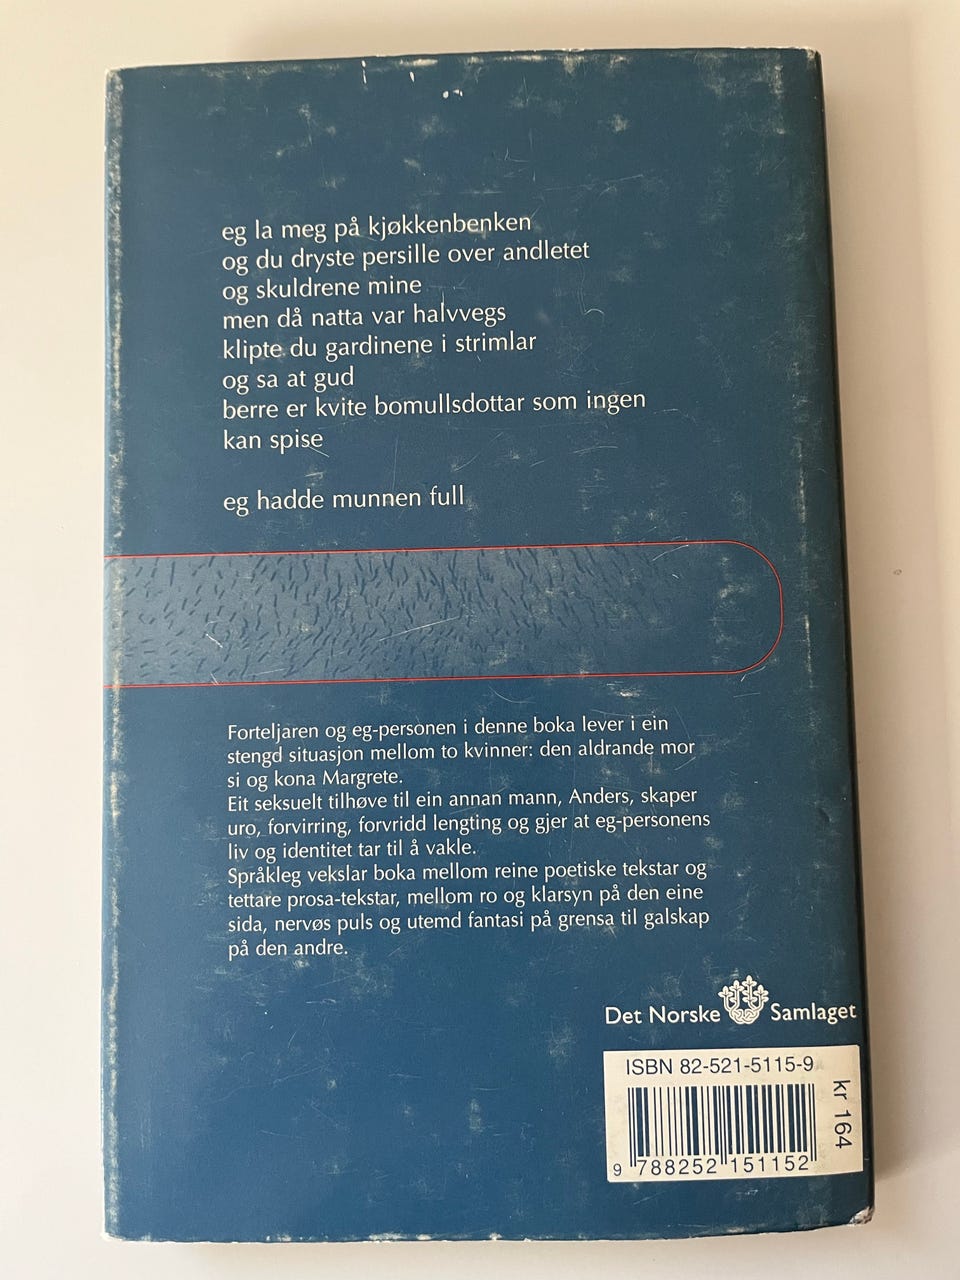 eg la meg på kjøkkenbenken
og du dryste persille over andletet
og skuldrene mine
men då natta var halvvegs
klipte du gardinene i strimlar
og sa at gud
berre er kvite bomullsdottar som ingen
kan spise
eg hadde munnen full
Forteljaren og eg-personen i denne boka lever i ein
stengd situasjon mellom to kvinner: den aldrande mor
si og kona Margrete.
Eit seksuelt tilhøve til ein annan mann, Anders, skaper
uro, forvirring, forvridd lengting og gjer at eg-personens
liv og identitet tar til å vakle.
Språkleg vekslar boka mellom reine poetiske tekstar og
tettare prosa-tekstar, mellom ro og klarsyn på den eine
sida, nervøs puls og utemd fantasi på grensa til galskap
på den andre.
Det Norske Samlaget
ISBN 82-521-5115-9
kr 164
9 788252 151152